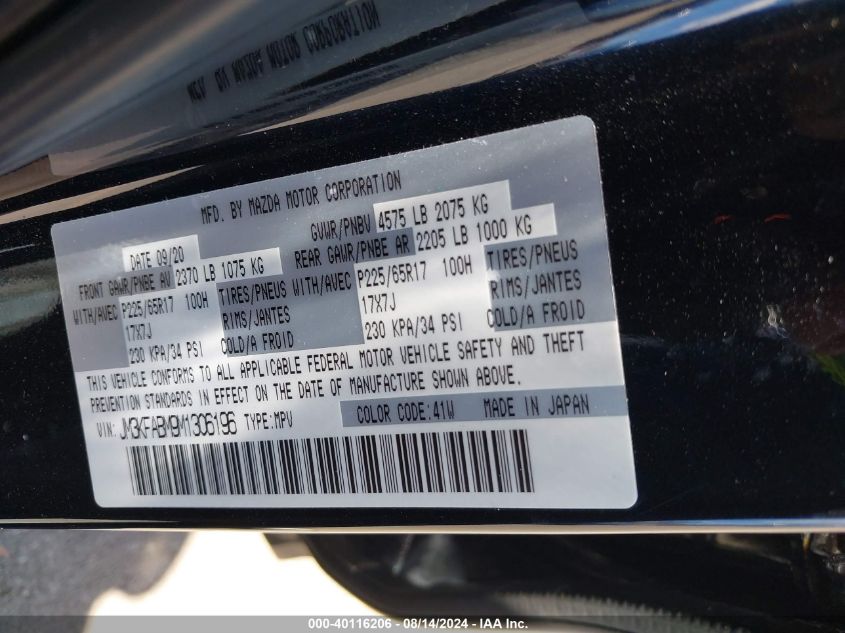 MFD. BY MAZDA MOTOR CORPORATION
DATE 09/20 GVWR/PNBV 4575 LB 2075 KG
FRONT GAWR/PNBE AV 2370 LB 1075 KG REAR GAWR/PNBE AR 2205 LB 1000 KG
WITH/AVEC P225/65R17 100H TIRES/PNEUS WITH/AVEC P225/65R17 100H TIRES/PNEUS
17X7J RIMS/JANTES 17X7J RIMS/JANTES
230 KPA/34 PSI COLD/A FROID 230 KPA/34 PSI COLD/A FROID
THIS VEHICLE CONFORMS TO ALL APPLICABLE FEDERAL MOTOR VEHICLE SAFETY AND THEFT
PREVENTION STANDARDS IN EFFECT ON THE DATE OF MANUFACTURE SHOWN ABOVE.
VIN: JM3KFABM9M1306196 TYPE:MPV COLOR CODE:41W MADE IN JAPAN
000-40116206 - 08/14/2024 - IAA Inc.